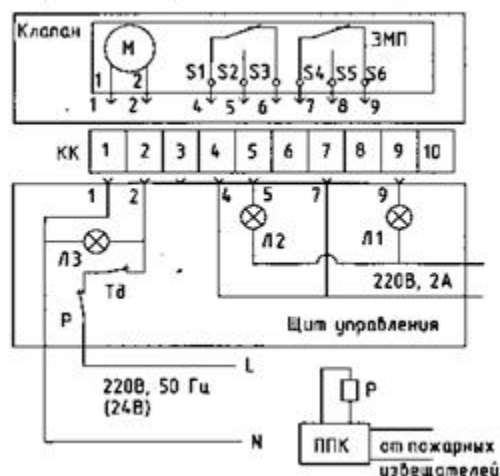 Клапан
М
1 2
S1 S2 S3 S4 S5 S6
ЭМП
1 2 4 5 6 7 8 9
КК 1 2 3 4 5 6 7 8 9 10
1 2 4 5 7 9
Л3
Л2
Л1
Тд
Р
220В, 2А
Щит управления
L
220В, 50 Гц
(24В)
N
Р
ППК
от пожарных
извещателей